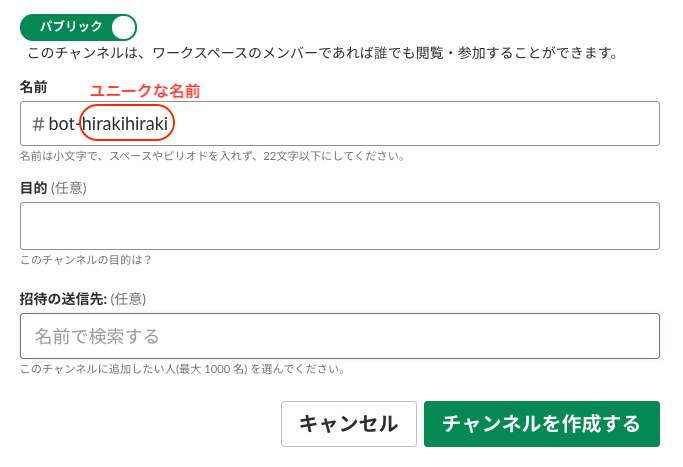 パブリック
このチャンネルは、ワークスペースのメンバーであれば誰でも閲覧・参加することができます。
名前
ユニークな名前
# bot-hirakihiraki
名前は小文字で、スペースやピリオドを入れず、22文字以下にしてください。
目的 (任意)
このチャンネルの目的は？
招待の送信先: (任意)
名前で検索する
このチャンネルに追加したい人(最大 1000 名) を選んでください。
キャンセル
チャンネルを作成する